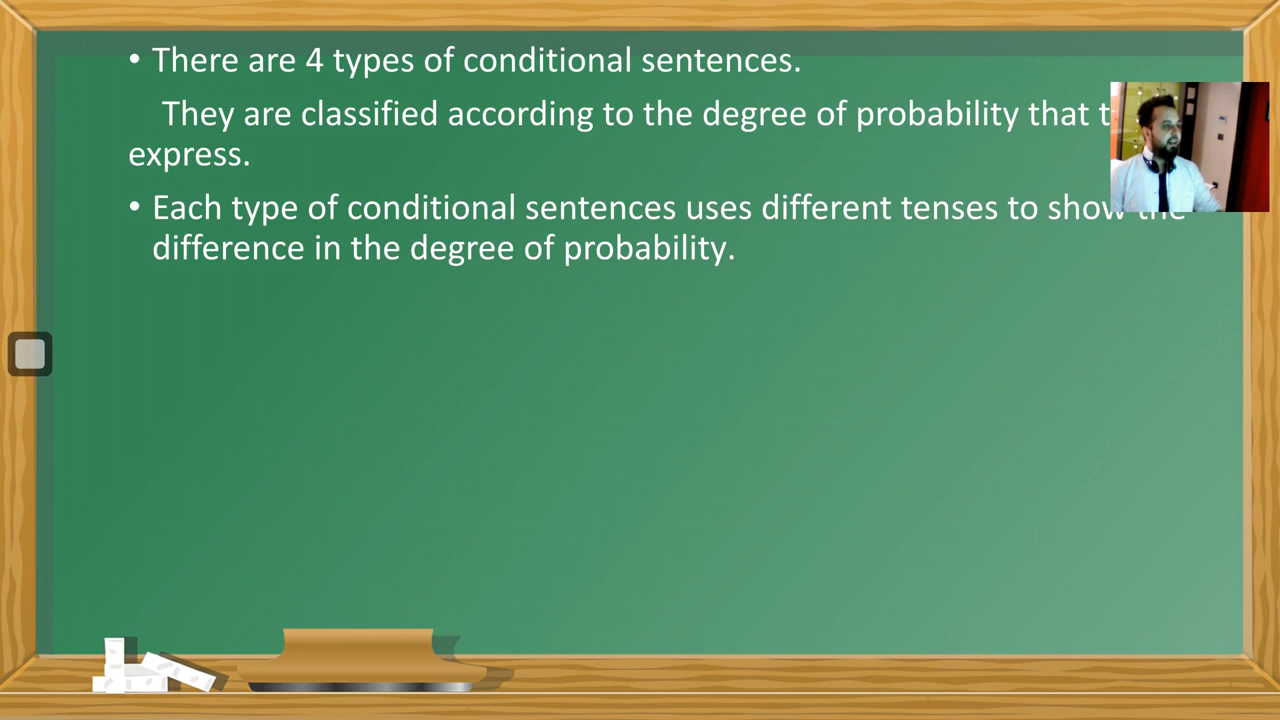 • There are 4 types of conditional sentences.
They are classified according to the degree of probability that
express.
• Each type of conditional sentences uses different tenses to show the
difference in the degree of probability.